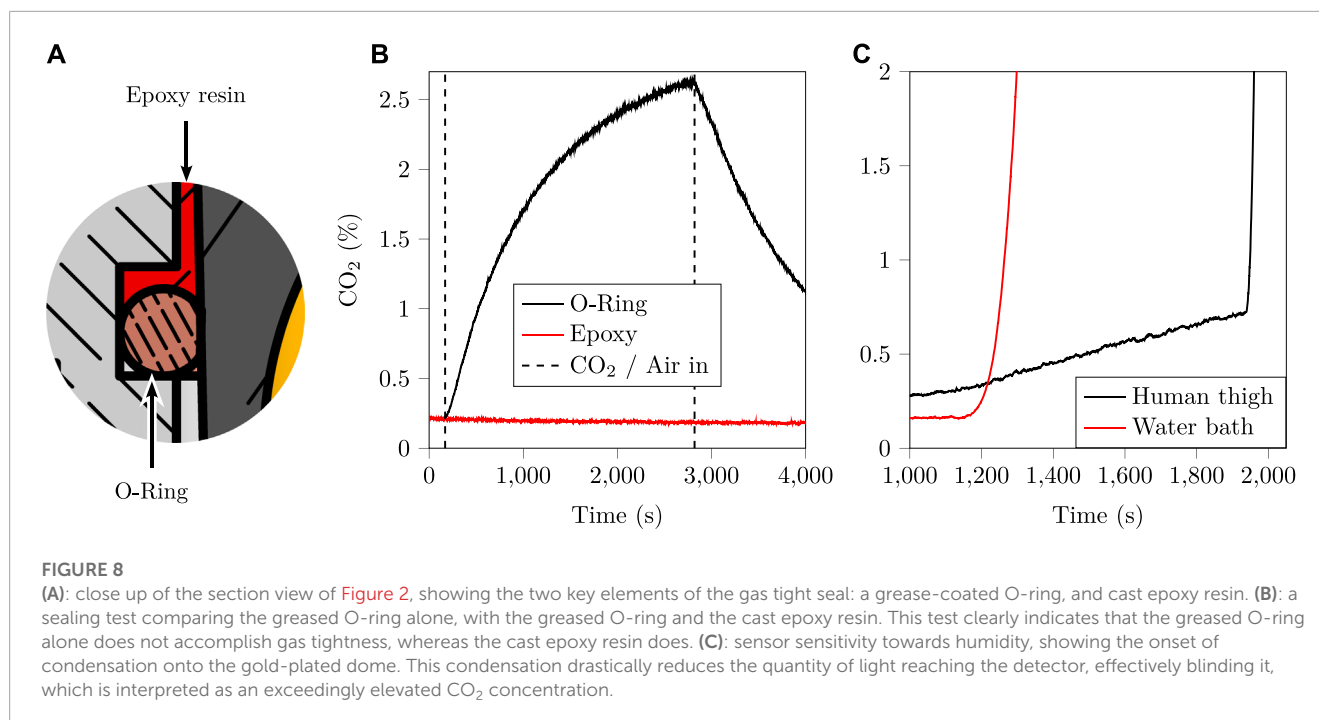 A
Epoxy resin
O-Ring
B
CO₂ (%)
2.5
2
1.5
1
0.5
0
O-Ring
Epoxy
CO₂ / Air in
0
1,000
2,000
3,000
4,000
Time (s)
C
2
1.5
1
0.5
0
Human thigh
Water bath
1,000
1,200
1,400
1,600
1,800
2,000
Time (s)
FIGURE 8
(A): close up of the section view of Figure 2, showing the two key elements of the gas tight seal: a grease-coated O-ring, and cast epoxy resin. (B): a
sealing test comparing the greased O-ring alone, with the greased O-ring and the cast epoxy resin. This test clearly indicates that the greased O-ring
alone does not accomplish gas tightness, whereas the cast epoxy resin does. (C): sensor sensitivity towards humidity, showing the onset of
condensation onto the gold-plated dome. This condensation drastically reduces the quantity of light reaching the detector, effectively blinding it,
which is interpreted as an exceedingly elevated CO₂ concentration.